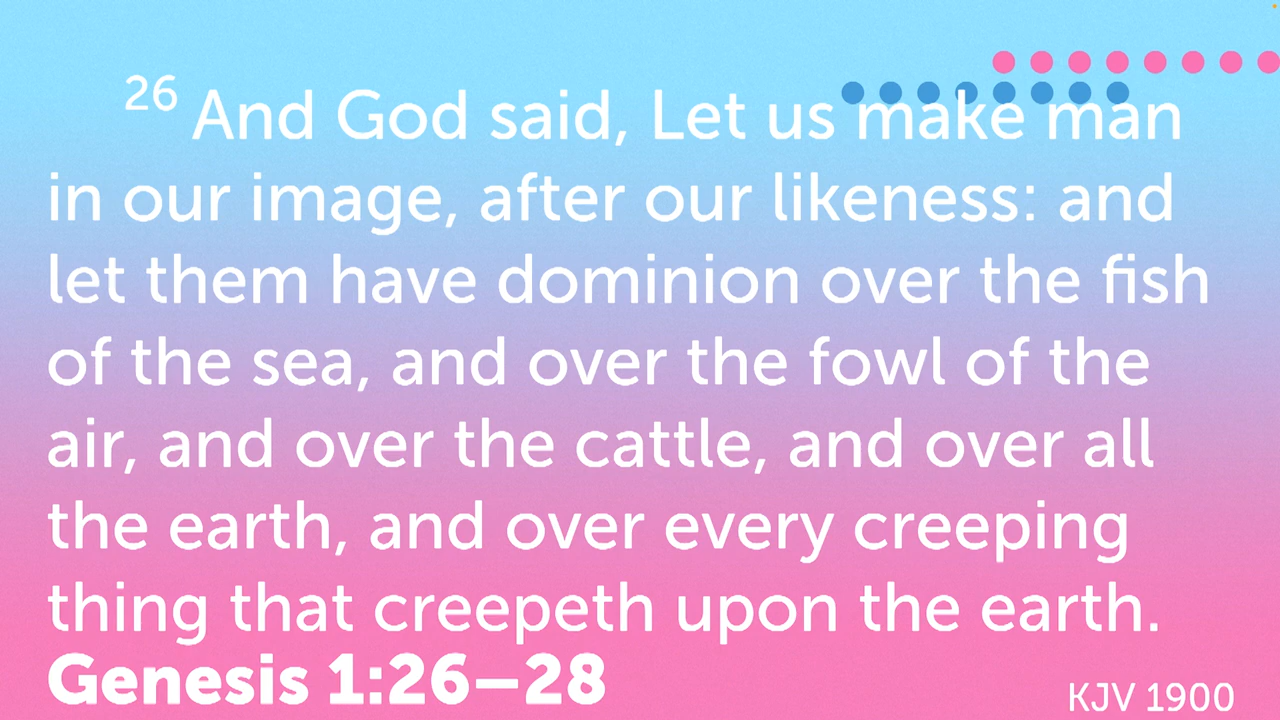 26 And God said, Let us make man
in our image, after our likeness: and
let them have dominion over the fish
of the sea, and over the fowl of the
air, and over the cattle, and over all
the earth, and over every creeping
thing that creepeth upon the earth.
Genesis 1:26–28
KJV 1900